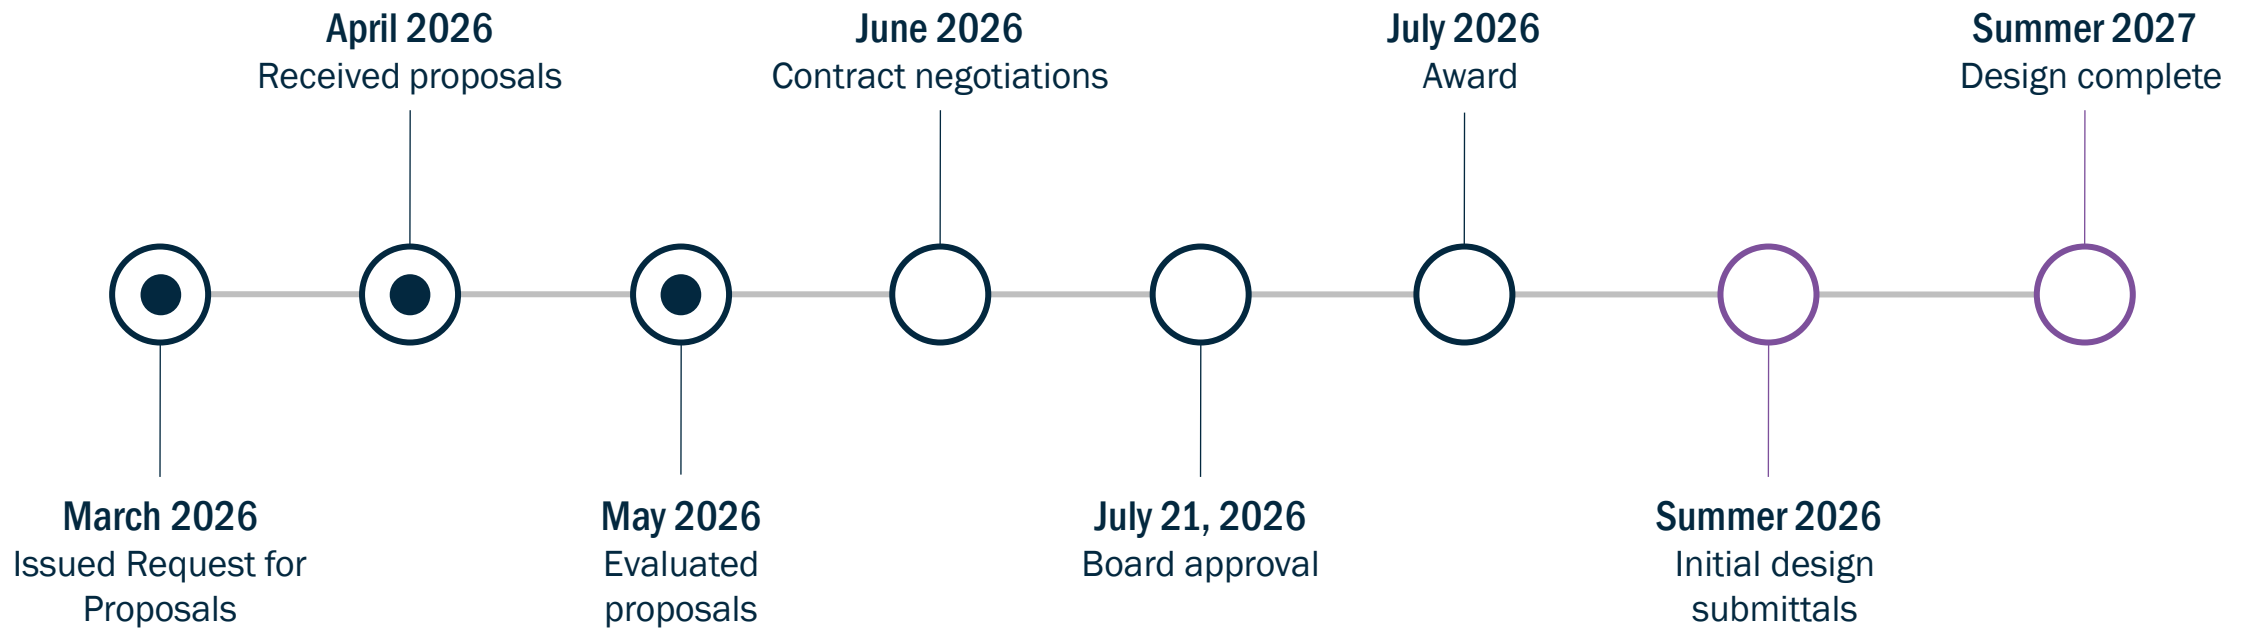 April 2026
Received proposals
June 2026
Contract negotiations
July 2026
Award
Summer 2027
Design complete
March 2026
Issued Request for
Proposals
May 2026
Evaluated
proposals
July 21, 2026
Board approval
Summer 2026
Initial design
submittals